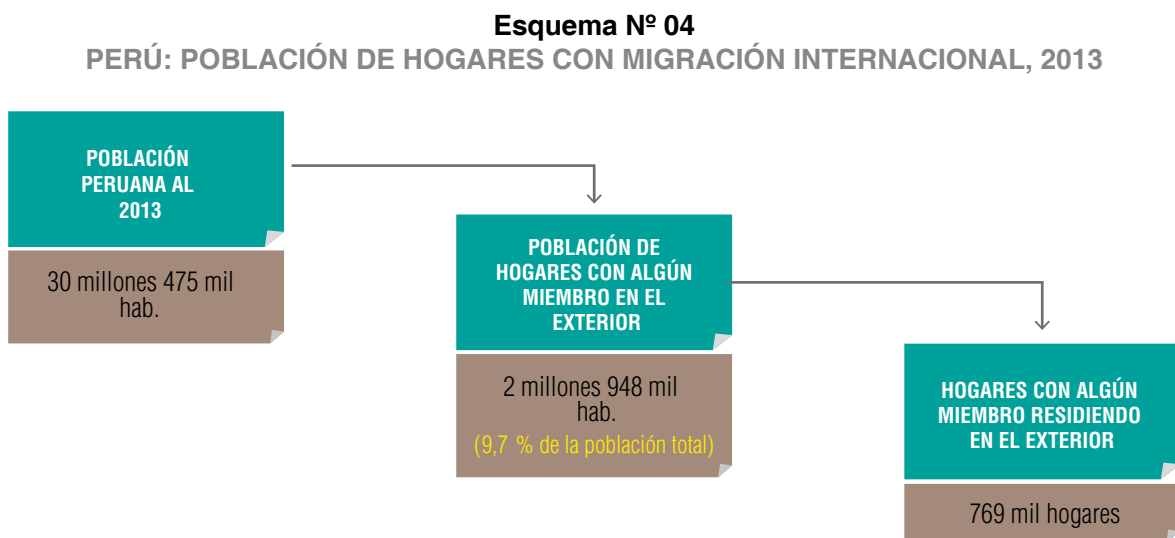 Esquema Nº 04
PERÚ: POBLACIÓN DE HOGARES CON MIGRACIÓN INTERNACIONAL, 2013
POBLACIÓN
PERUANA AL
2013
30 millones 475 mil
hab.
POBLACIÓN DE
HOGARES CON ALGÚN
MIEMBRO EN EL
EXTERIOR
2 millones 948 mil
hab.
(9,7 % de la población total)
HOGARES CON ALGÚN
MIEMBRO RESIDIENDO
EN EL EXTERIOR
769 mil hogares